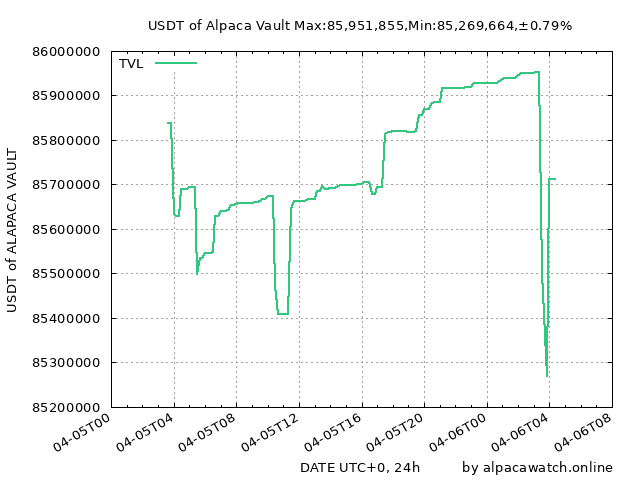 USDT of Alpaca Vault Max:85,951,855,Min:85,269,664,±0.79%
TVL
86000000
85900000
85800000
85700000
85600000
85500000
85400000
85300000
85200000
USDT of ALAPACA VAULT
04-05T00
04-05T04
04-05T08
04-05T12
04-05T16
04-05T20
04-06T00
04-06T04
04-06T08
DATE UTC+0, 24h
by alpacawatch.online